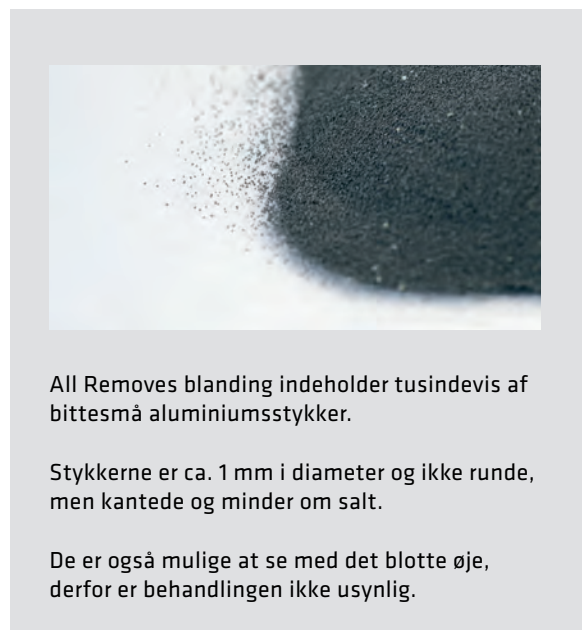 All Removes blanding indeholder tusindevis af
bittesmå aluminiumsstykker.
Stykkerne er ca. 1 mm i diameter og ikke runde,
men kantede og minder om salt.
De er også mulige at se med det blotte øje,
derfor er behandlingen ikke usynlig.